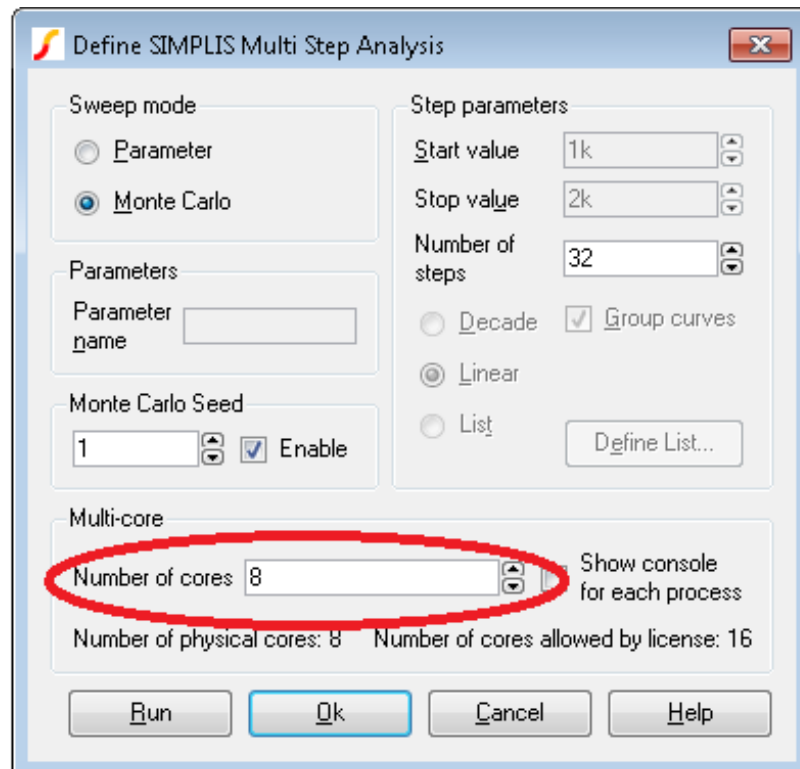 Define SIMPLIS Multi Step Analysis
Sweep mode
Parameter
Monte Carlo
Parameters
Parameter
name
Monte Carlo Seed
1
Enable
Step parameters
Start value
1k
Stop value
2k
Number of
steps
32
Decade
Group curves
Linear
List
Define List...
Multi-core
Number of cores
8
Show console
for each process
Number of physical cores: 8
Number of cores allowed by license: 16
Run
Ok
Cancel
Help